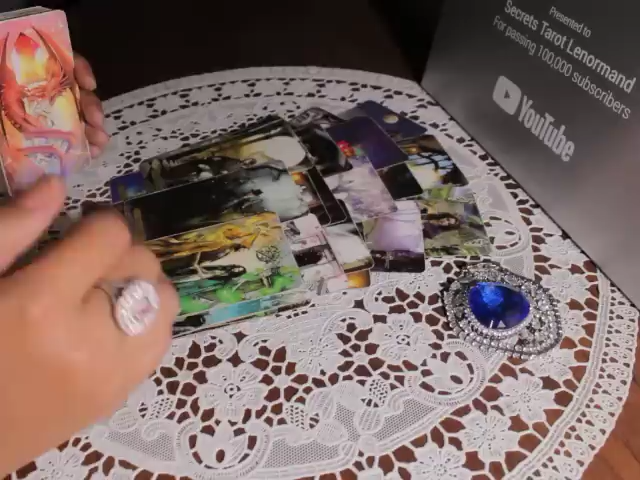 Presented to
Secrets Tarot Lenormand
For passing 100,000 subscribers
YouTube